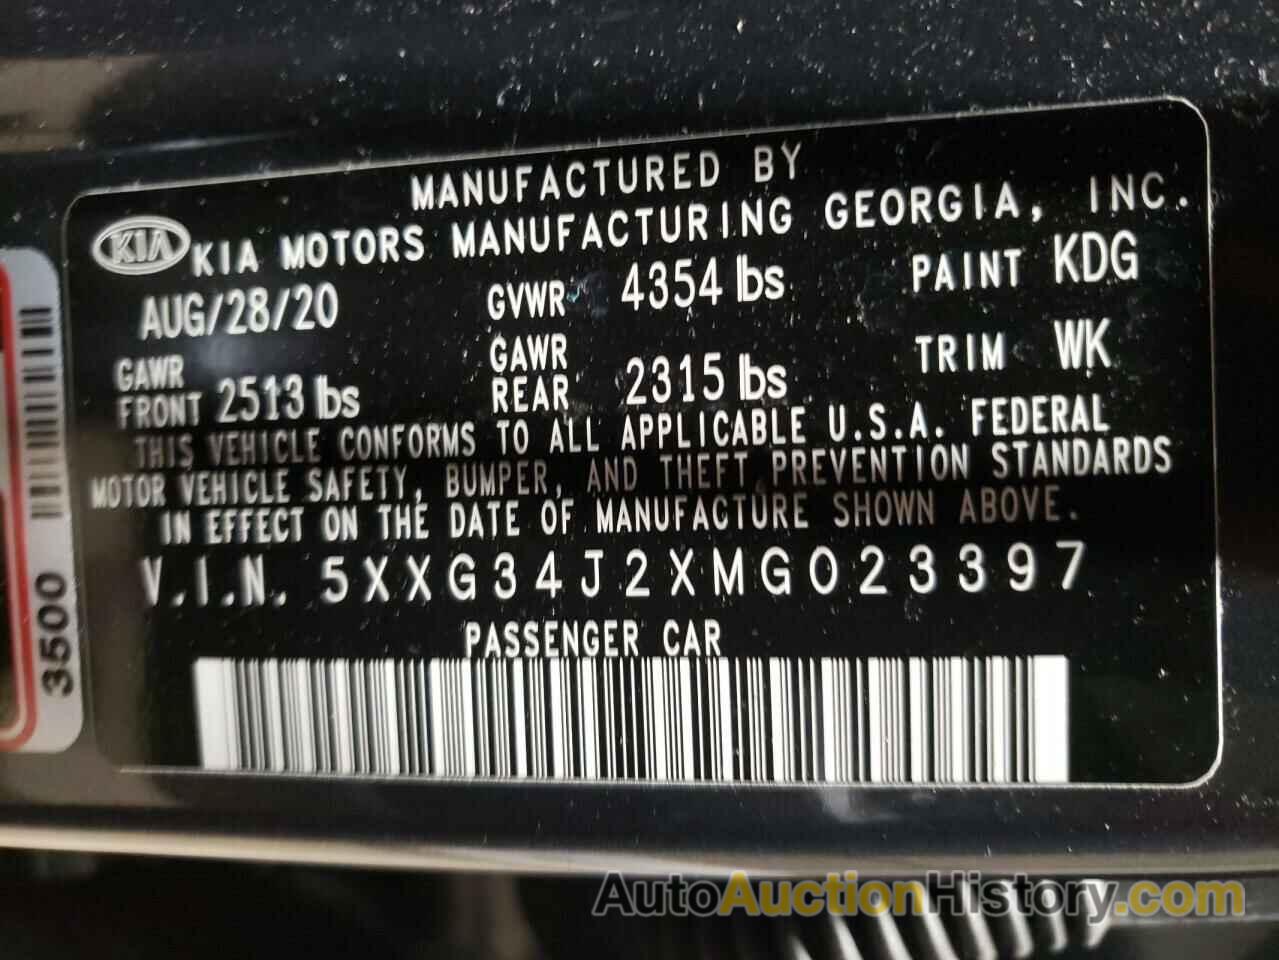 MANUFACTURED BY
KIA KIA MOTORS MANUFACTURING GEORGIA, INC.
AUG/28/20 GVWR 4354 lbs PAINT KDG
GAWR FRONT 2513 lbs GAWR REAR 2315 lbs TRIM WK
THIS VEHICLE CONFORMS TO ALL APPLICABLE U.S.A. FEDERAL
MOTOR VEHICLE SAFETY, BUMPER, AND THEFT PREVENTION STANDARDS
IN EFFECT ON THE DATE OF MANUFACTURE SHOWN ABOVE.
V.I.N. 5XXG34J2XMG023397
PASSENGER CAR
3500
AutoAuctionHistory.com